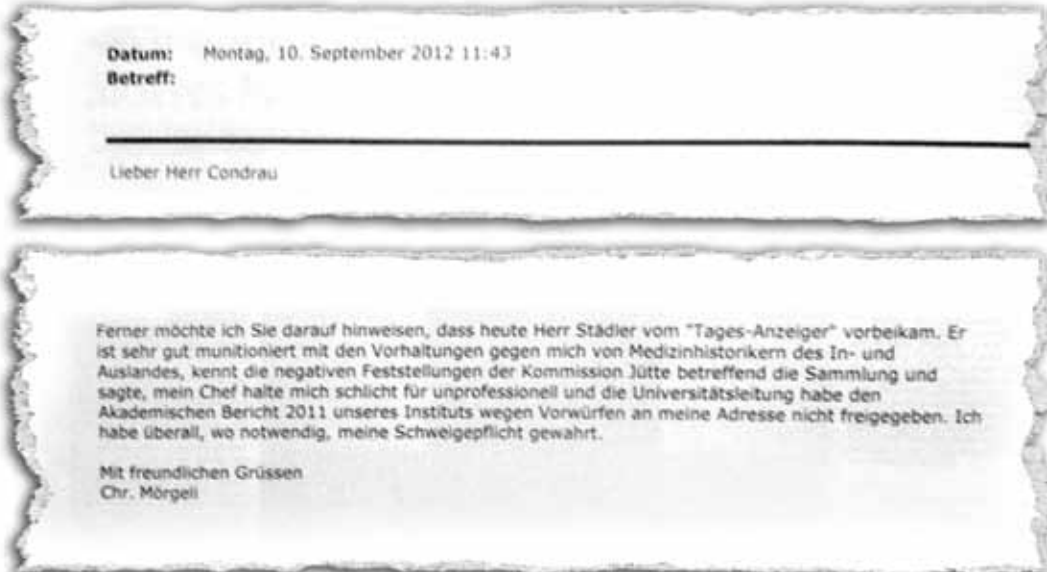 Datum: Montag, 10. September 2012 11:43
Betreff:
Lieber Herr Condrau
Ferner möchte ich Sie darauf hinweisen, dass heute Herr Städler vom "Tages-Anzeiger" vorbeikam. Er
ist sehr gut munitioniert mit den Vorhaltungen gegen mich von Medizinhistorikern des In- und
Auslandes, kennt die negativen Feststellungen der Kommission Jütte betreffend die Sammlung und
sagte, mein Chef halte mich schlicht für unprofessionell und die Universitätsleitung habe den
Akademischen Bericht 2011 unseres Instituts wegen Vorwürfen an meine Adresse nicht freigegeben. Ich
habe überall, wo notwendig, meine Schweigepflicht gewahrt.
Mit freundlichen Grüssen
Chr. Mörgeli